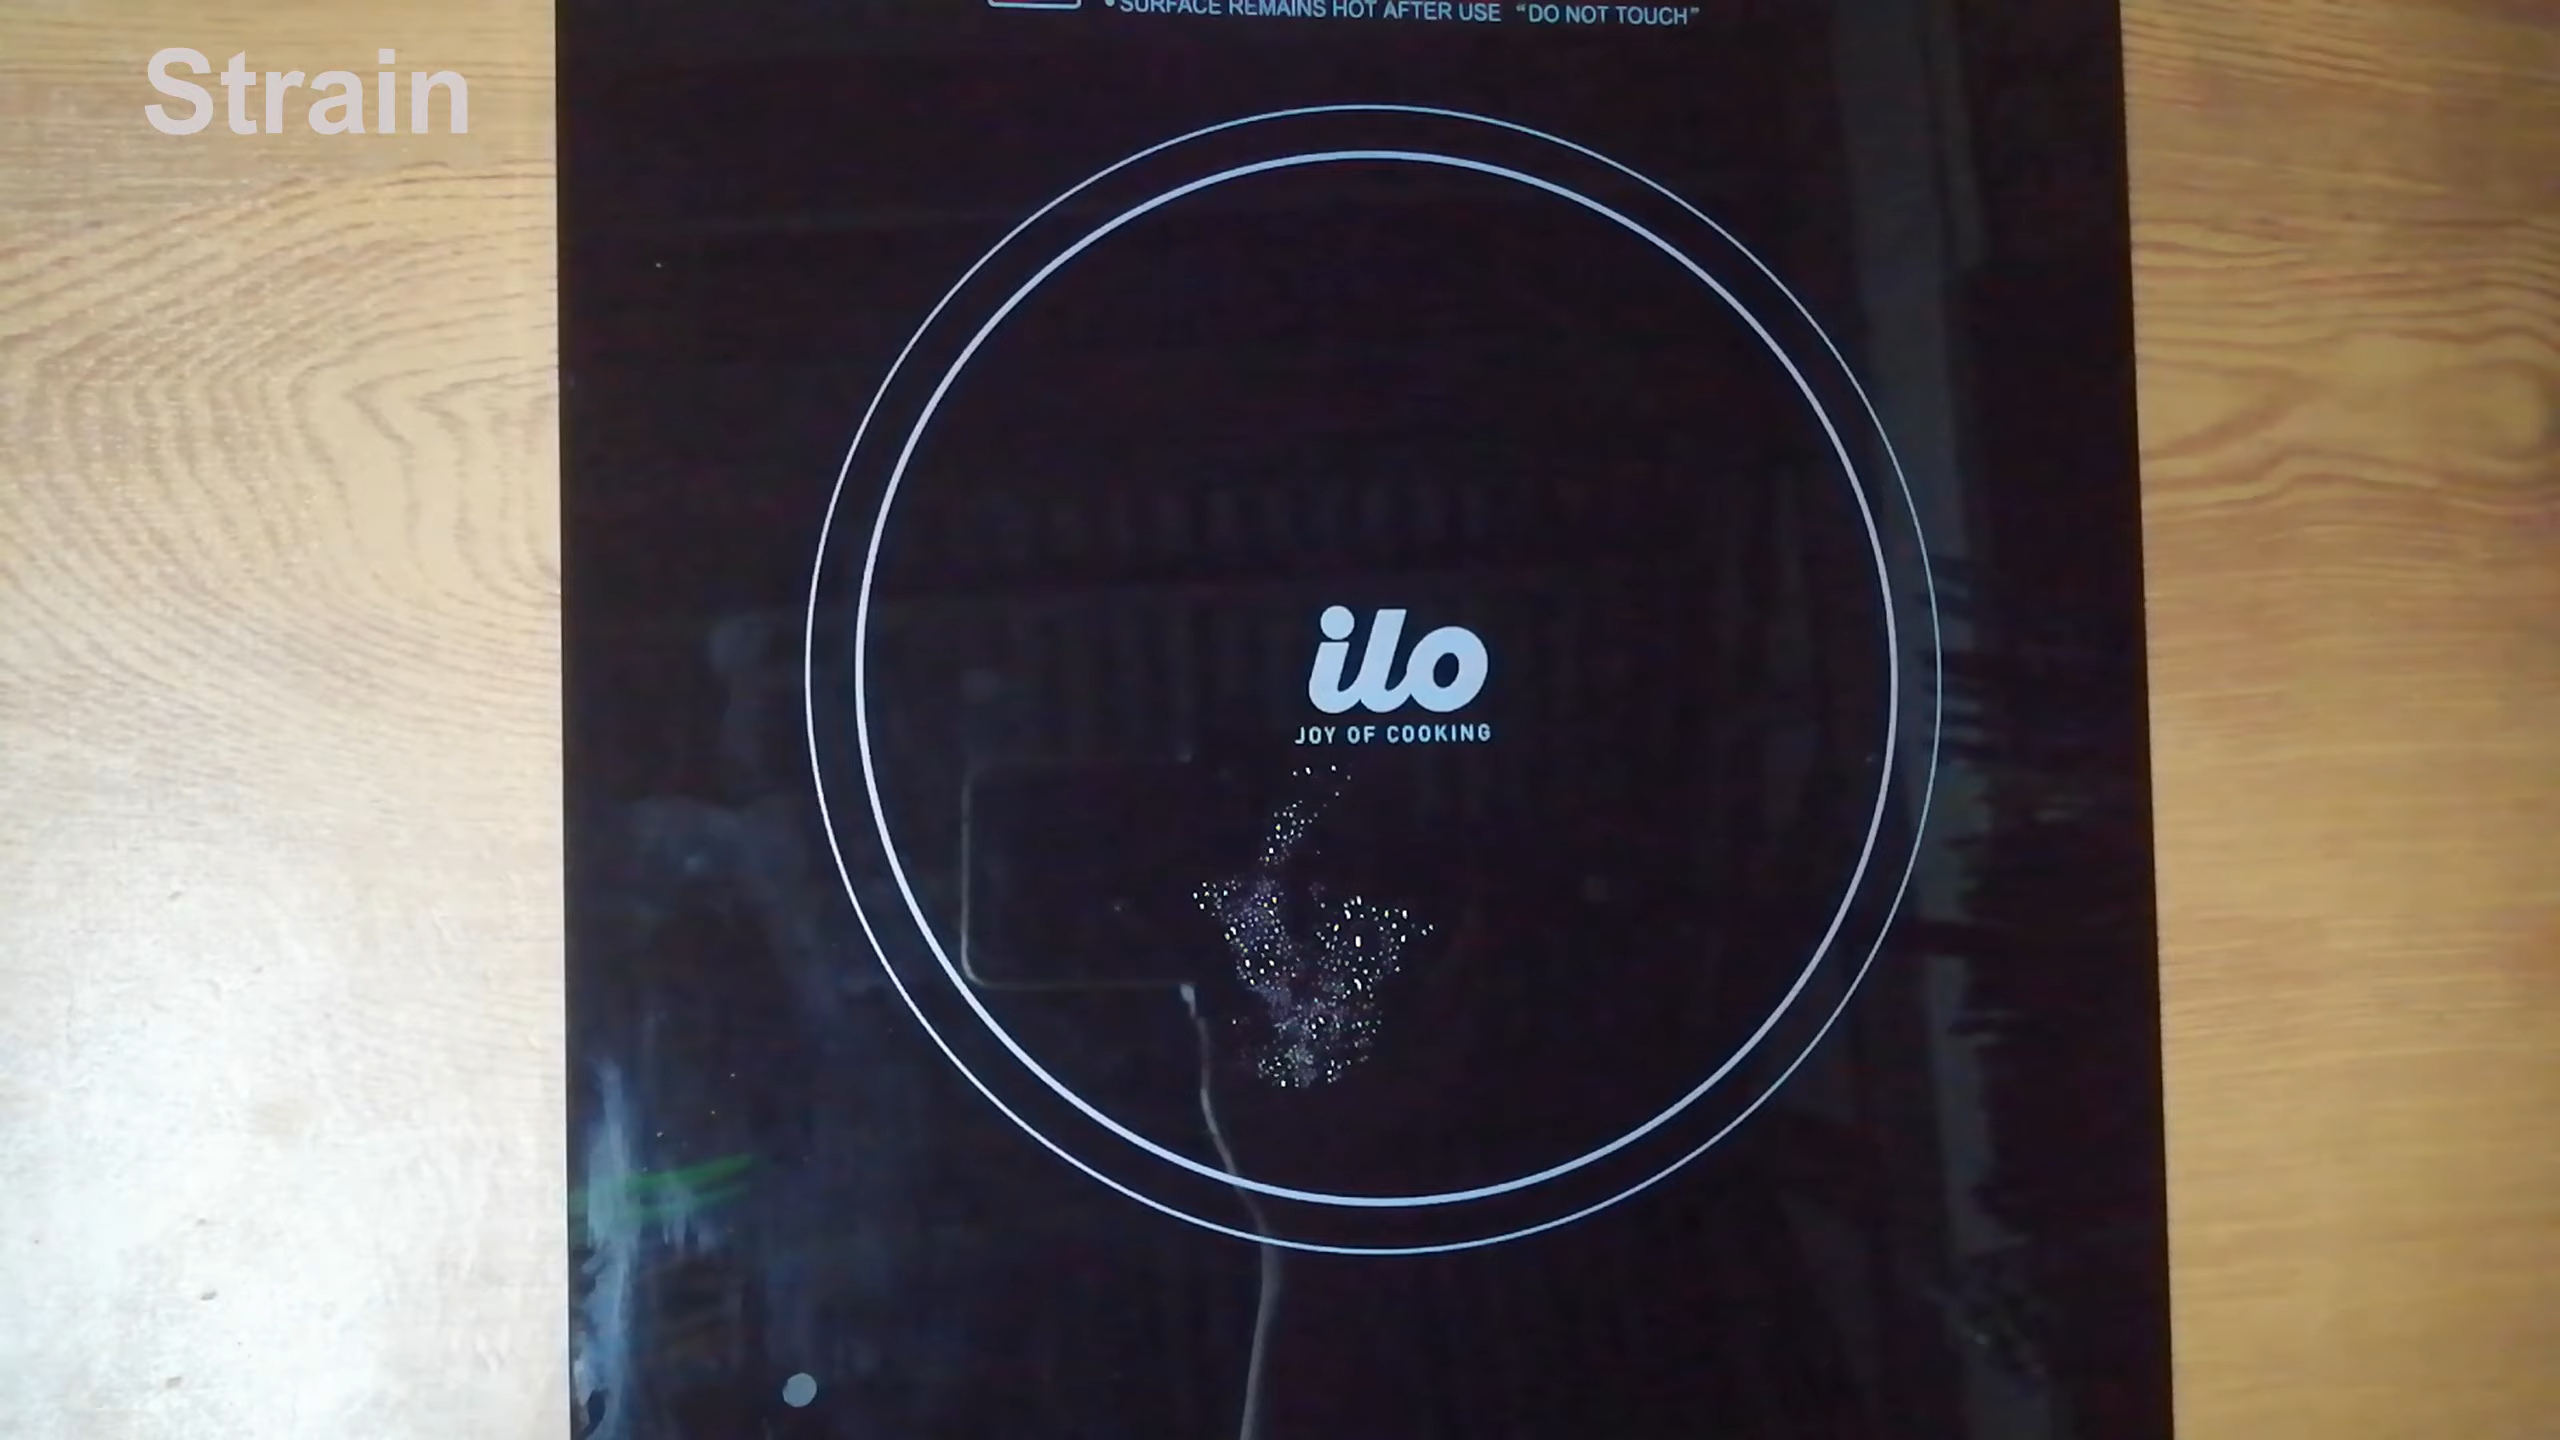 • SURFACE REMAINS HOT AFTER USE “DO NOT TOUCH”
Strain
ilo
JOY OF COOKING